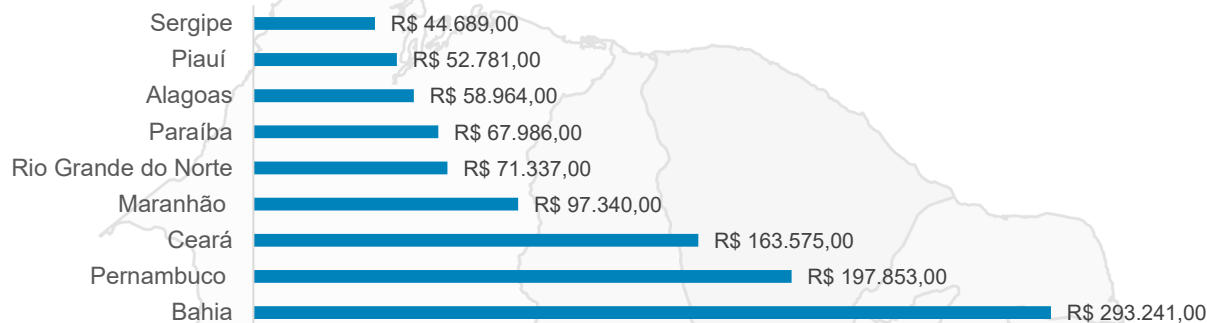 Sergipe R$ 44.689,00
Piauí R$ 52.781,00
Alagoas R$ 58.964,00
Paraíba R$ 67.986,00
Rio Grande do Norte R$ 71.337,00
Maranhão R$ 97.340,00
Ceará R$ 163.575,00
Pernambuco R$ 197.853,00
Bahia R$ 293.241,00